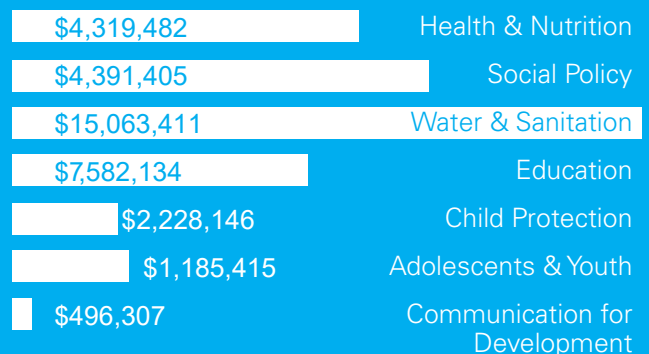 $4,319,482 Health & Nutrition
$4,391,405 Social Policy
$15,063,411 Water & Sanitation
$7,582,134 Education
$2,228,146 Child Protection
$1,185,415 Adolescents & Youth
$496,307 Communication for
Development